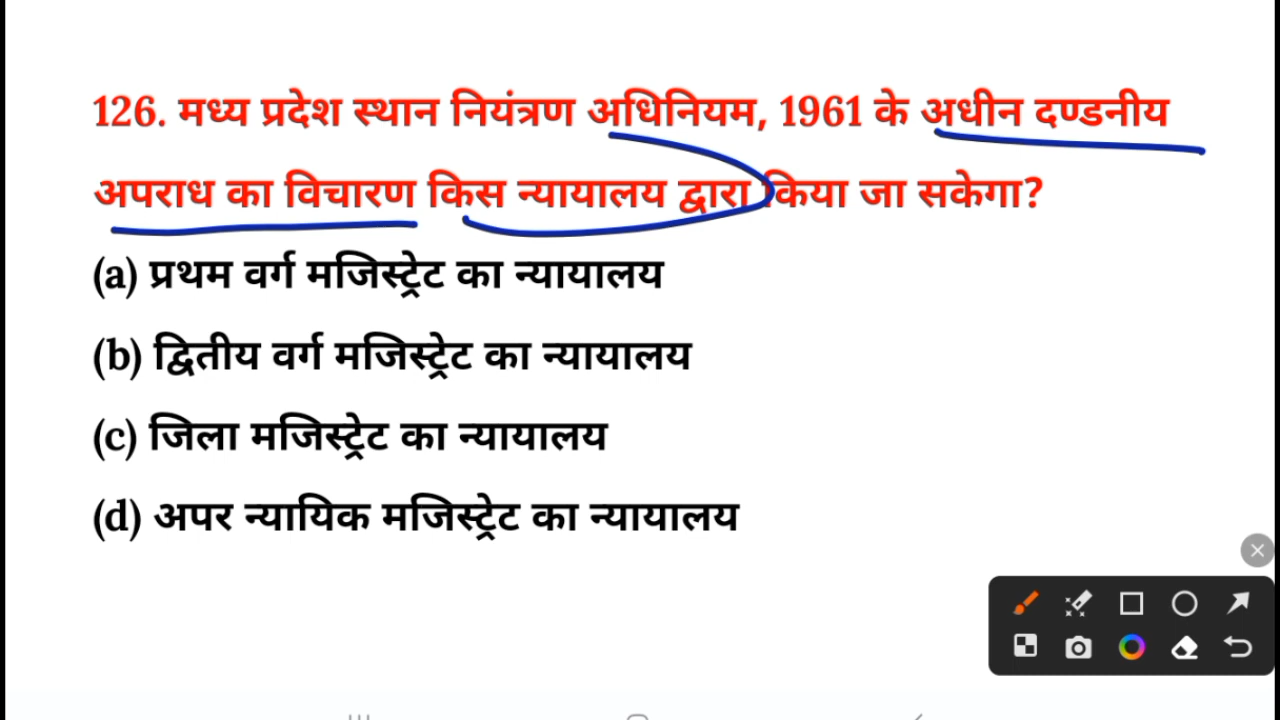 126. मध्य प्रदेश स्थान नियंत्रण अधिनियम, 1961 के अधीन दण्डनीय
अपराध का विचारण किस न्यायालय द्वारा किया जा सकेगा?
(a) प्रथम वर्ग मजिस्ट्रेट का न्यायालय
(b) द्वितीय वर्ग मजिस्ट्रेट का न्यायालय
(c) जिला मजिस्ट्रेट का न्यायालय
(d) अपर न्यायिक मजिस्ट्रेट का न्यायालय